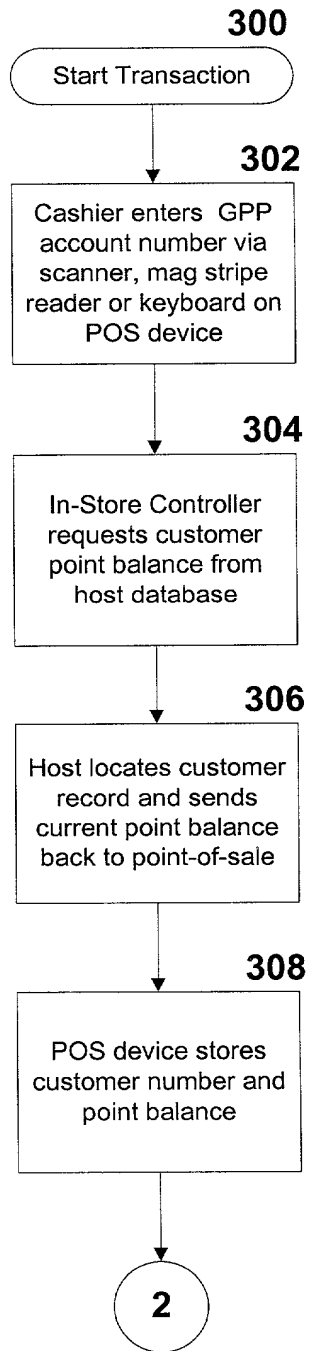 300
Start Transaction
302
Cashier enters GPP
account number via
scanner, mag stripe
reader or keyboard on
POS device
304
In-Store Controller
requests customer
point balance from
host database
306
Host locates customer
record and sends
current point balance
back to point-of-sale
308
POS device stores
customer number and
point balance
2